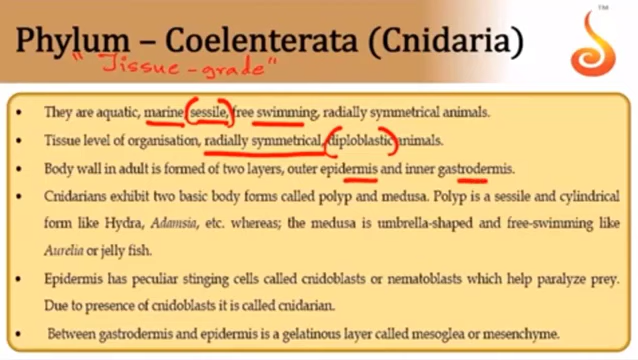 Phylum – Coelenterata (Cnidaria)
TM
"Tissue-grade"
• They are aquatic, marine, sessile, free swimming, radially symmetrical animals.
• Tissue level of organisation, radially symmetrical, diploblastic animals.
• Body wall in adult is formed of two layers, outer epidermis and inner gastrodermis.
• Cnidarians exhibit two basic body forms called polyp and medusa. Polyp is a sessile and cylindrical
form like Hydra, Adamsia, etc. whereas; the medusa is umbrella-shaped and free-swimming like
Aurelia or jelly fish.
• Epidermis has peculiar stinging cells called cnidoblasts or nematoblasts which help paralyze prey.
Due to presence of cnidoblasts it is called cnidarian.
• Between gastrodermis and epidermis is a gelatinous layer called mesoglea or mesenchyme.